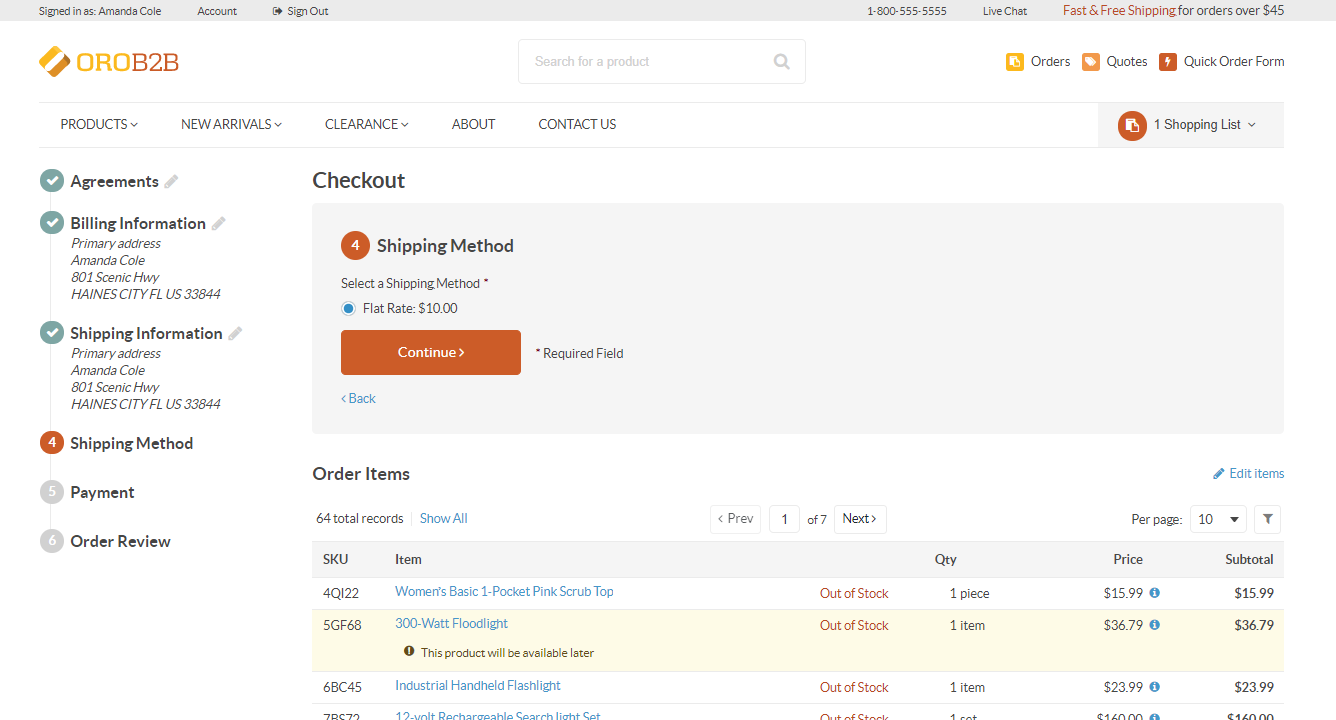 Signed in as: Amanda Cole Account Sign Out 1-800-555-5555 Live Chat Fast & Free Shipping for orders over $45
OROB2B Search for a product Orders Quotes Quick Order Form
PRODUCTS NEW ARRIVALS CLEARANCE ABOUT CONTACT US 1 Shopping List
Agreements
Billing Information
Primary address
Amanda Cole
801 Scenic Hwy
HAINES CITY FL US 33844
Shipping Information
Primary address
Amanda Cole
801 Scenic Hwy
HAINES CITY FL US 33844
4 Shipping Method
5 Payment
6 Order Review
Checkout
4 Shipping Method
Select a Shipping Method *
Flat Rate: $10.00
Continue >
* Required Field
< Back
Order Items Edit items
64 total records Show All < Prev 1 of 7 Next > Per page: 10
SKU Item Qty Price Subtotal
4QI22 Women's Basic 1-Pocket Pink Scrub Top Out of Stock 1 piece $15.99 $15.99
5GF68 300-Watt Floodlight Out of Stock 1 item $36.79 $36.79
This product will be available later
6BC45 Industrial Handheld Flashlight Out of Stock 1 item $23.99 $23.99
7BS72 12-volt Rechargeable Search light Set Out of Stock 1 set $160.00 $160.00